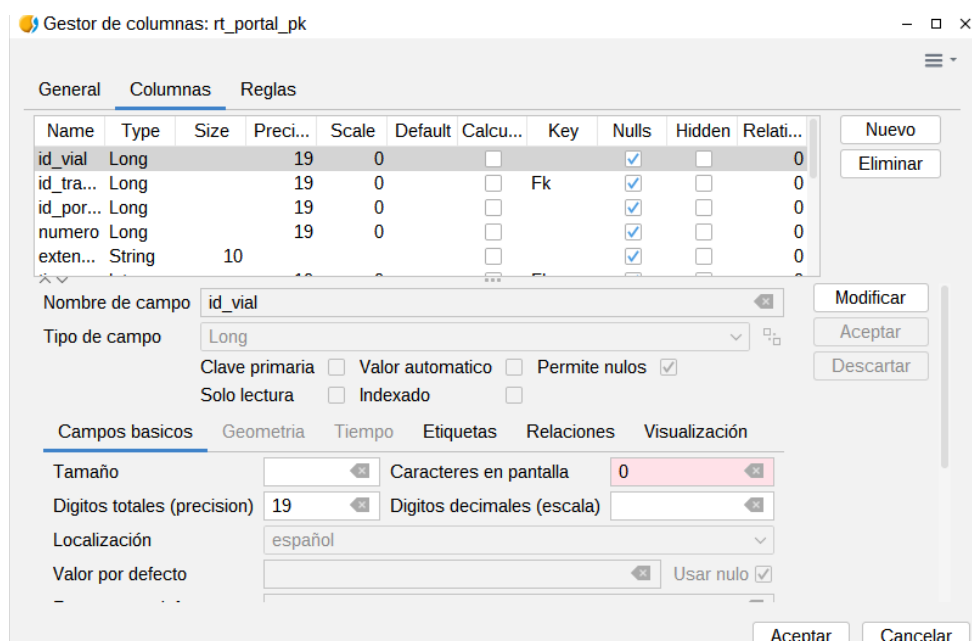 Gestor de columnas: rt_portal_pk
General Columnas Reglas
Name Type Size Preci... Scale Default Calcu... Key Nulls Hidden Relati... Nuevo
id_vial Long 19 0 0 Eliminar
id_tra... Long 19 0 Fk 0
id_por... Long 19 0 0
numero Long 19 0 0
exten... String 10 0
Nombre de campo id_vial Modificar
Tipo de campo Long Aceptar
Clave primaria Valor automatico Permite nulos Descartar
Solo lectura Indexado
Campos basicos Geometria Tiempo Etiquetas Relaciones Visualización
Tamaño Caracteres en pantalla 0
Digitos totales (precision) 19 Digitos decimales (escala)
Localización español
Valor por defecto Usar nulo
Aceptar Cancelar